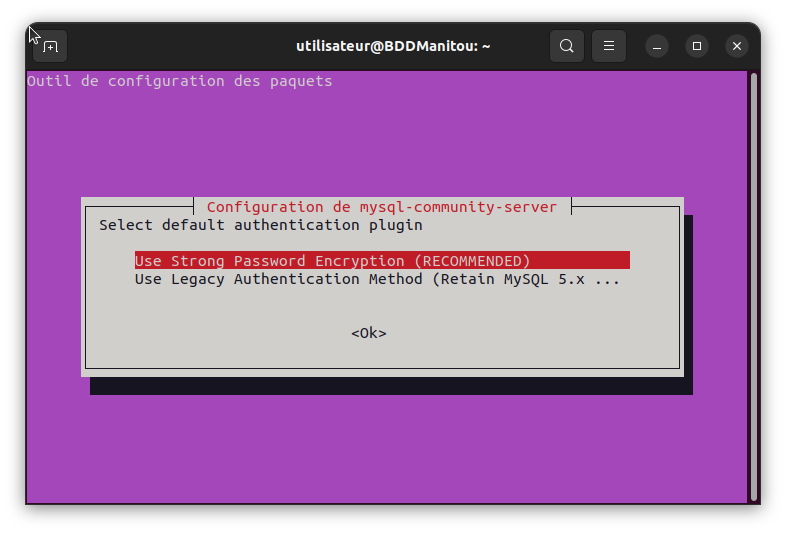 utilisateur@BDDManitou: ~
Outil de configuration des paquets
Configuration de mysql-community-server
Select default authentication plugin
Use Strong Password Encryption (RECOMMENDED)
Use Legacy Authentication Method (Retain MySQL 5.x ...
<Ok>